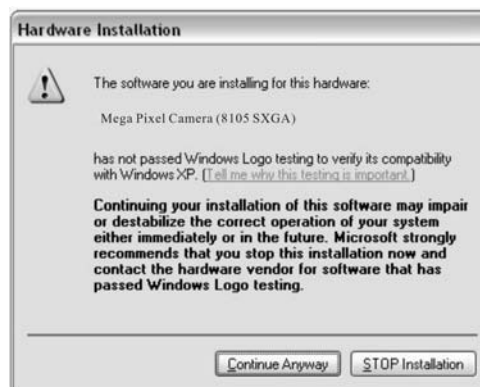 Hardware Installation
The software you are installing for this hardware:
Mega Pixel Camera (8105 SXGA)
has not passed Windows Logo testing to verify its compatibility
with Windows XP. (Tell me why this testing is important.)
Continuing your installation of this software may impair
or destabilize the correct operation of your system
either immediately or in the future. Microsoft strongly
recommends that you stop this installation now and
contact the hardware vendor for software that has
passed Windows Logo testing.
Continue Anyway
STOP Installation